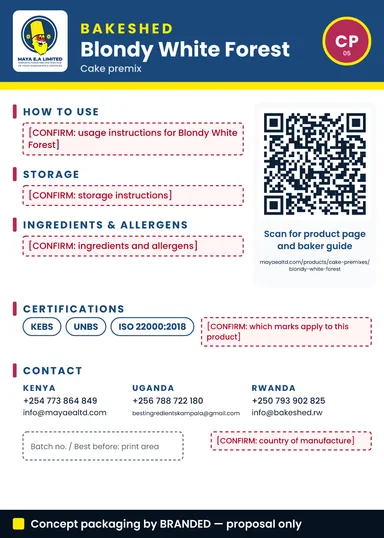 BAKESHED
Blondy White Forest
Cake premix
MAYA E.A LIMITED
CP
05
HOW TO USE
[CONFIRM: usage instructions for Blondy White
Forest]
STORAGE
[CONFIRM: storage instructions]
INGREDIENTS & ALLERGENS
[CONFIRM: ingredients and allergens]
Scan for product page
and baker guide
mayaealtd.com/products/cake-premixes/
blondy-white-forest
CERTIFICATIONS
KEBS
UNBS
ISO 22000:2018
[CONFIRM: which marks apply to this
product]
CONTACT
KENYA
+254 773 864 849
info@mayaealtd.com
UGANDA
+256 788 722 180
bestingredientskampala@gmail.com
RWANDA
+250 793 902 825
info@bakeshed.rw
Batch no. / Best before: print area
[CONFIRM: country of manufacture]
Concept packaging by BRANDED — proposal only